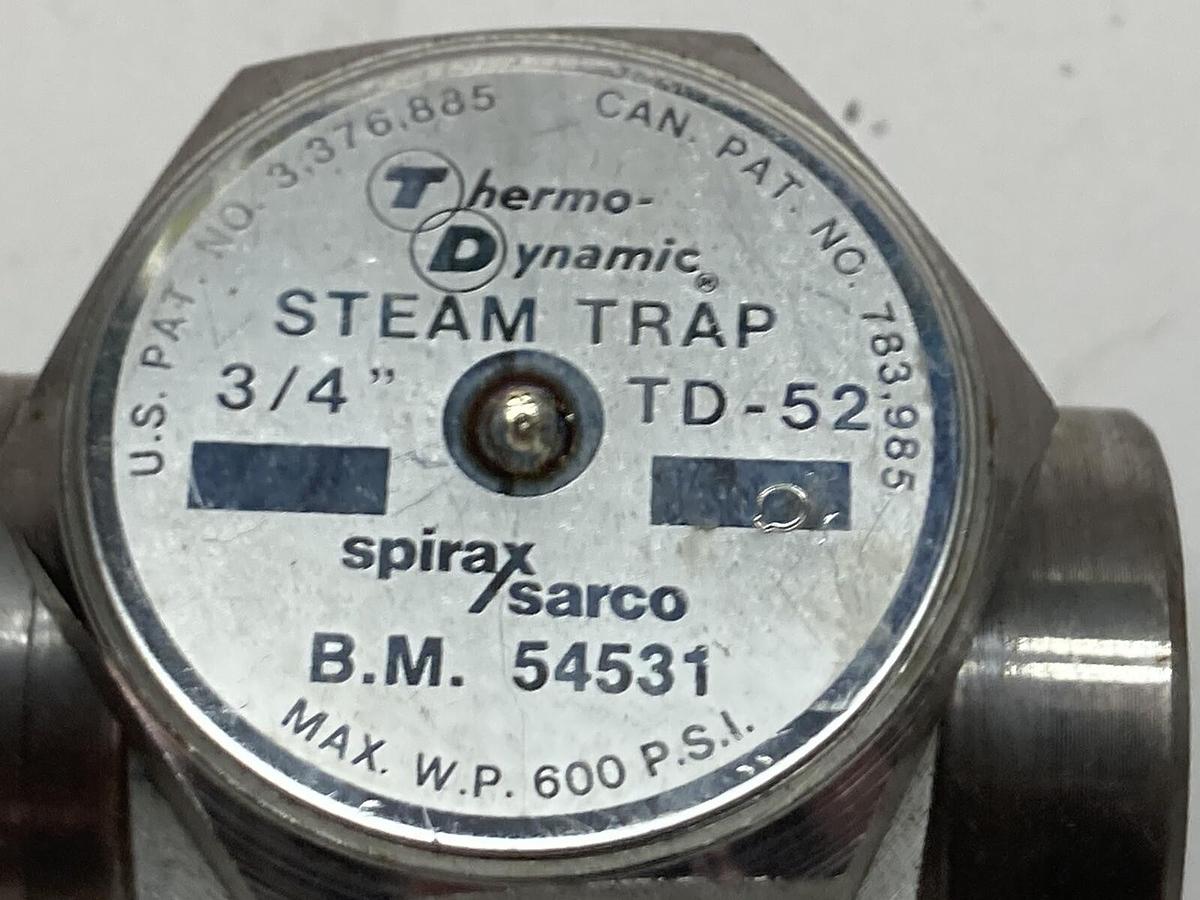 U.S. PAT. NO. 3,376,885
CAN. PAT. NO. 783,985
Thermo-
Dynamic®
STEAM TRAP
3/4” TD-52
spirax
sarco
B.M. 54531
MAX. W.P. 600 P.S.I.